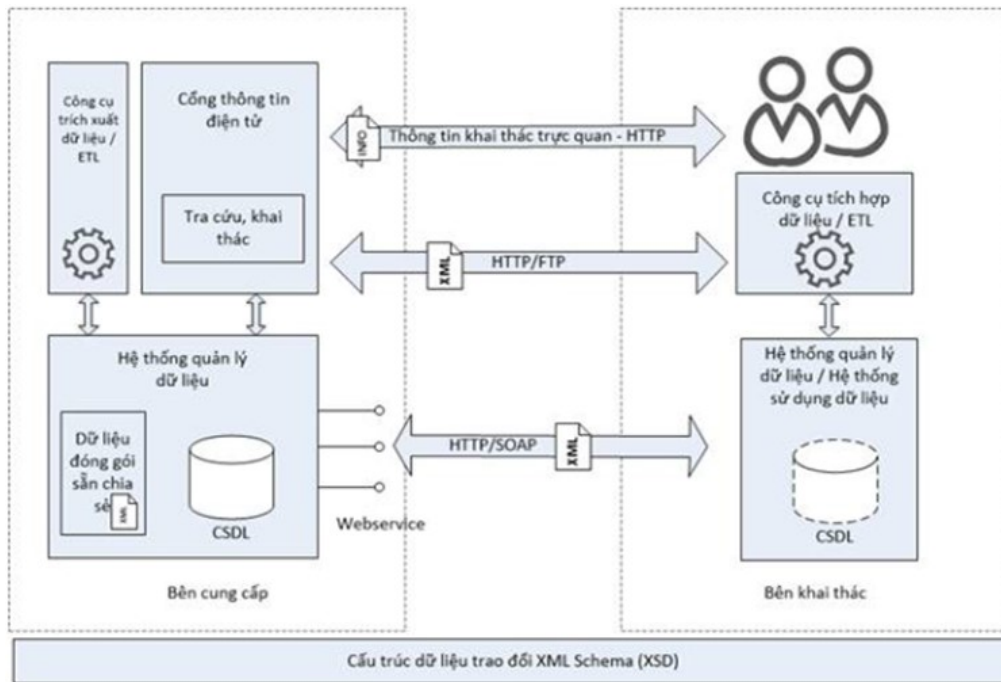 Công cụ
trích xuất
dữ liệu /
ETL
Cổng thông tin
điện tử
Tra cứu, khai
thác
INFO
Thông tin khai thác trực quan - HTTP
XML
HTTP/FTP
Công cụ tích hợp
dữ liệu / ETL
Hệ thống quản lý
dữ liệu
Dữ liệu
đóng gói
sẵn chia
sẻ
XML
CSDL
Webservice
HTTP/SOAP
XML
Hệ thống quản lý
dữ liệu / Hệ thống
sử dụng dữ liệu
CSDL
Bên cung cấp
Bên khai thác
Cấu trúc dữ liệu trao đổi XML Schema (XSD)